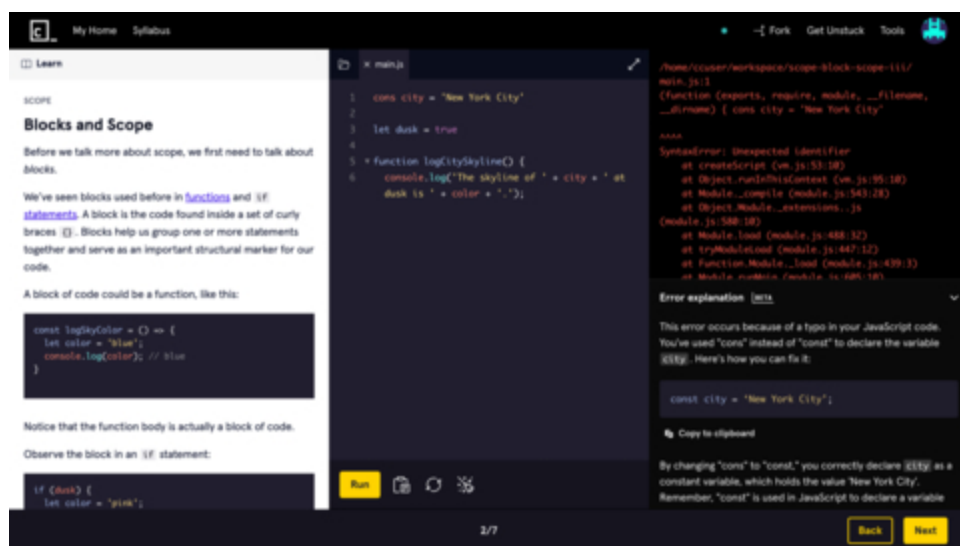 C_
My Home Syllabus
Fork Get Unstuck Tools
Learn
SCOPE
Blocks and Scope
Before we talk more about scope, we first need to talk about
blocks.
We've seen blocks used before in functions and if
statements. A block is the code found inside a set of curly
braces {}. Blocks help us group one or more statements
together and serve as an important structural marker for our
code.
A block of code could be a function, like this:
const logSkyColor = () => {
let color = 'blue';
console.log(color); // blue
}
Notice that the function body is actually a block of code.
Observe the block in an if statement:
if (dusk) {
let color = 'pink';
× main.js
1 cons city = 'New York City'
2
3 let dusk = true
4
5 function logCitySkyline() {
6 console.log('The skyline of ' + city + ' at
dusk is ' + color + '.');
Run
/home/ccuser/workspace/scope-block-scope-iii/
main.js:1
(function (exports, require, module, __filename,
__dirname) { cons city = 'New York City'
^^^^
SyntaxError: Unexpected identifier
at createScript (vm.js:53:10)
at Object.runInThisContext (vm.js:95:10)
at Module._compile (module.js:543:28)
at Object.Module._extensions..js
(module.js:580:10)
at Module.load (module.js:488:32)
at tryModuleLoad (module.js:447:12)
at Function.Module._load (module.js:439:3)
at Module.runMain (module.js:605:10)
Error explanation BETA
This error occurs because of a typo in your JavaScript code.
You've used "cons" instead of "const" to declare the variable
city. Here's how you can fix it:
const city = 'New York City';
Copy to clipboard
By changing "cons" to "const," you correctly declare city as a
constant variable, which holds the value 'New York City'.
Remember, "const" is used in JavaScript to declare a variable
2/7
Back Next